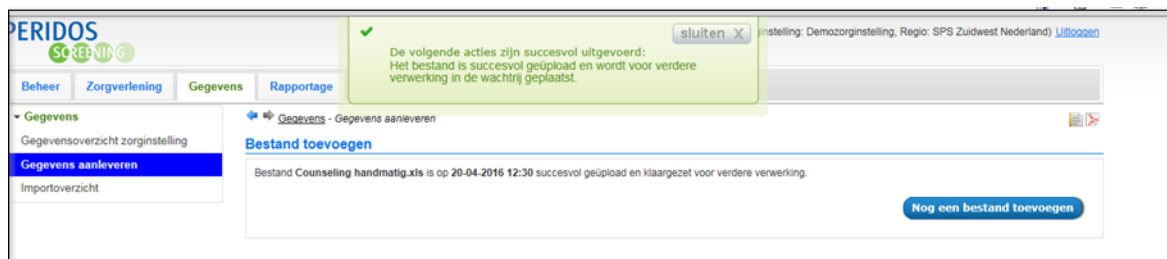 PERIDOS
SCREENING
sluiten X
De volgende acties zijn succesvol uitgevoerd:
Het bestand is succesvol geüpload en wordt voor verdere
verwerking in de wachtrij geplaatst.
instelling: Demozorginstelling, Regio: SPS Zuidwest Nederland) Uitloggen
Beheer Zorgverlening Gegevens Rapportage
Gegevens
Gegevensoverzicht zorginstelling
Gegevens aanleveren
Importoverzicht
Gegevens - Gegevens aanleveren
Bestand toevoegen
Bestand Counseling handmatig.xls is op 20-04-2016 12:30 succesvol geüpload en klaargezet voor verdere verwerking.
Nog een bestand toevoegen